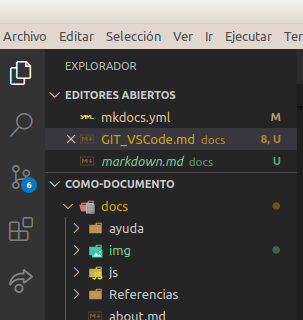 Archivo Editar Selección Ver Ir Ejecutar
EXPLORADOR
EDITORES ABIERTOS
mkdocs.yml M
GIT_VSCode.md docs 8, U
markdown.md docs U
6
COMO-DOCUMENTO
docs
ayuda
img
JS js
Referencias
about.md